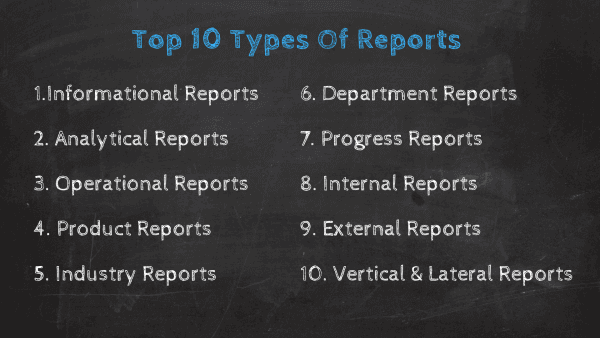 Top 10 Types Of Reports
1.Informational Reports
2. Analytical Reports
3. Operational Reports
4. Product Reports
5. Industry Reports
6. Department Reports
7. Progress Reports
8. Internal Reports
9. External Reports
10. Vertical & Lateral Reports